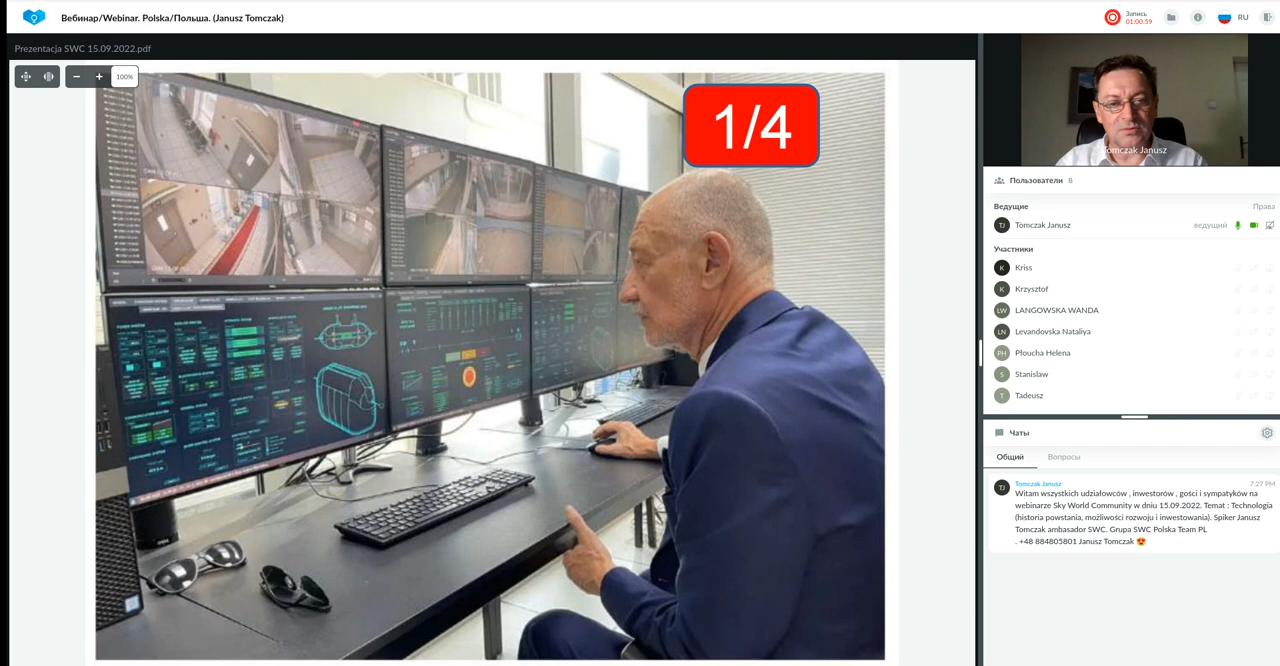 Вебинар/Webinar. Polska/Польша. (Janusz Tomczak)
Запись
01:00:59
RU
Prezentacja SWC 15.09.2022.pdf
100%
1/4
Tomczak Janusz
Пользователи 8
Ведущие
Права
TJ Tomczak Janusz ведущий
Участники
K Kriss
K Krzysztof
LW LANGOWSKA WANDA
LN Levandovska Nataliya
PH Płoucha Helena
S Stanislaw
T Tadeusz
Чаты
Общий Вопросы
TJ Tomczak Janusz 7:27 PM
Witam wszystkich udziałowców , inwestorów , gości i sympatyków na
webinarze Sky World Community w dniu 15.09.2022. Temat : Technologia
(historia powstania, możliwości rozwoju i inwestowania). Spiker Janusz
Tomczak ambasador SWC. Grupa SWC Polska Team PL
. +48 884805801 Janusz Tomczak 😍